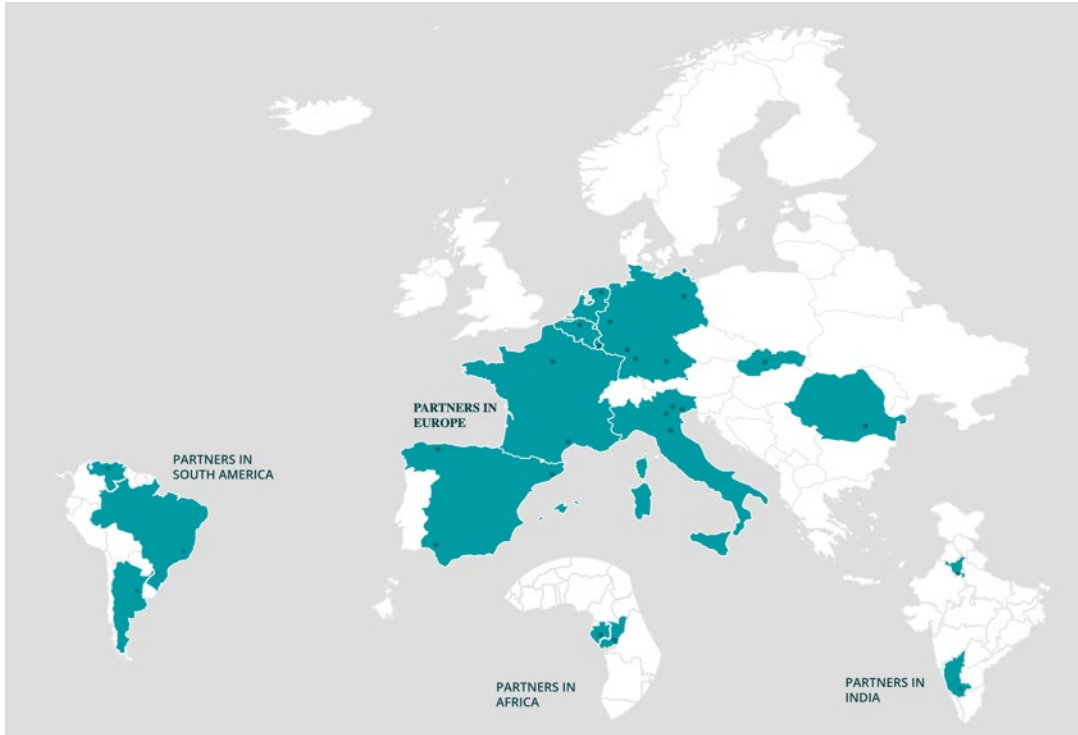 PARTNERS IN
EUROPE
PARTNERS IN
SOUTH AMERICA
PARTNERS IN
AFRICA
PARTNERS IN
INDIA